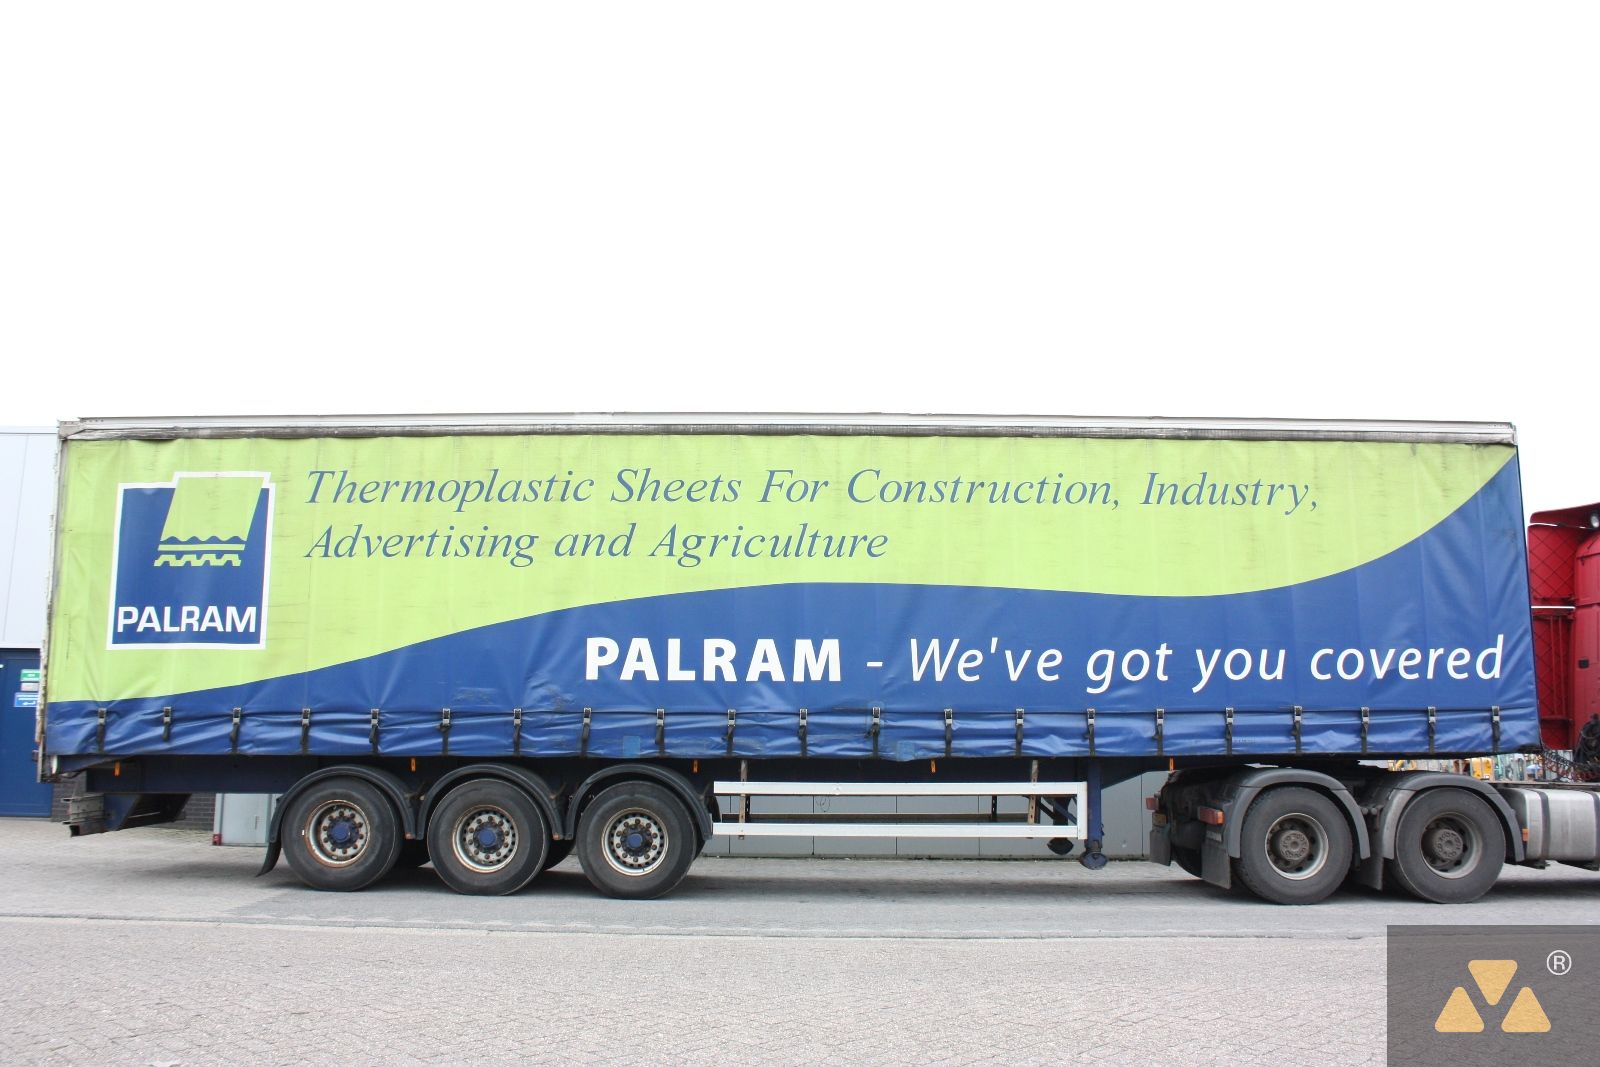 Thermoplastic Sheets For Construction, Industry,
Advertising and Agriculture
PALRAM
PALRAM - We've got you covered
®